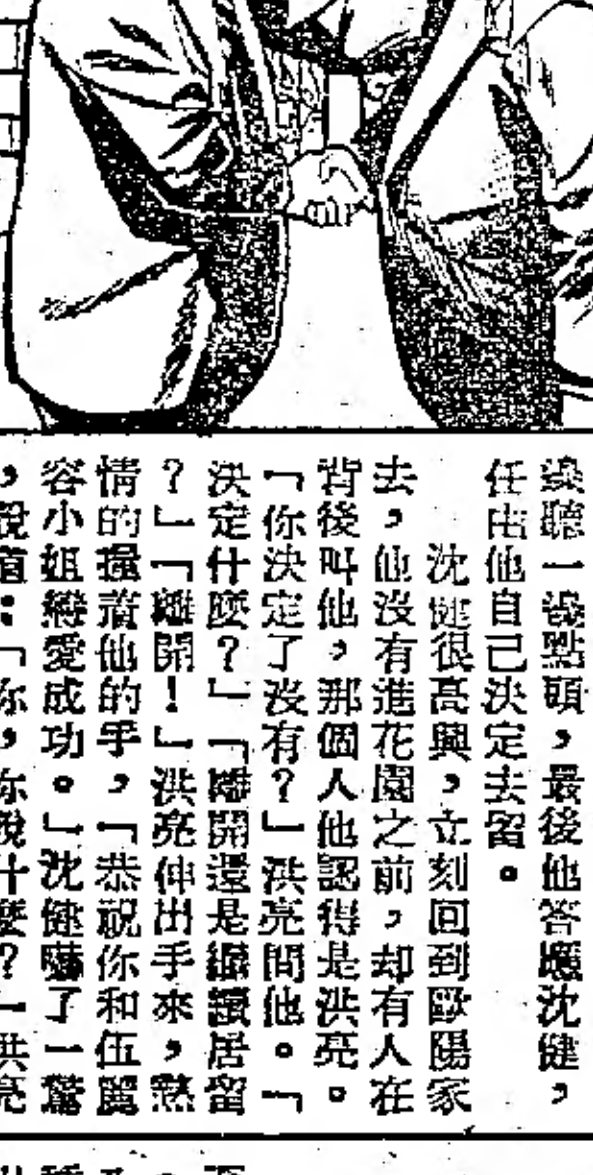 邊聽一邊點頭,最後他答應沈健,
任由他自己決定去留。
沈健很高興,立刻回到歐陽家
去,他沒有進花園之前,却有人在
背後叫他,那個人他認得是洪亮。
「你決定了沒有?」洪亮問他。「
決定什麼?」「離開還是繼續居留
?」「離開!」洪亮伸出手來,熱
情的握着他的手,「恭祝你和伍麗
容小姐戀愛成功。」沈健嚇了一驚
,說道:「你,你說什麼?」洪亮